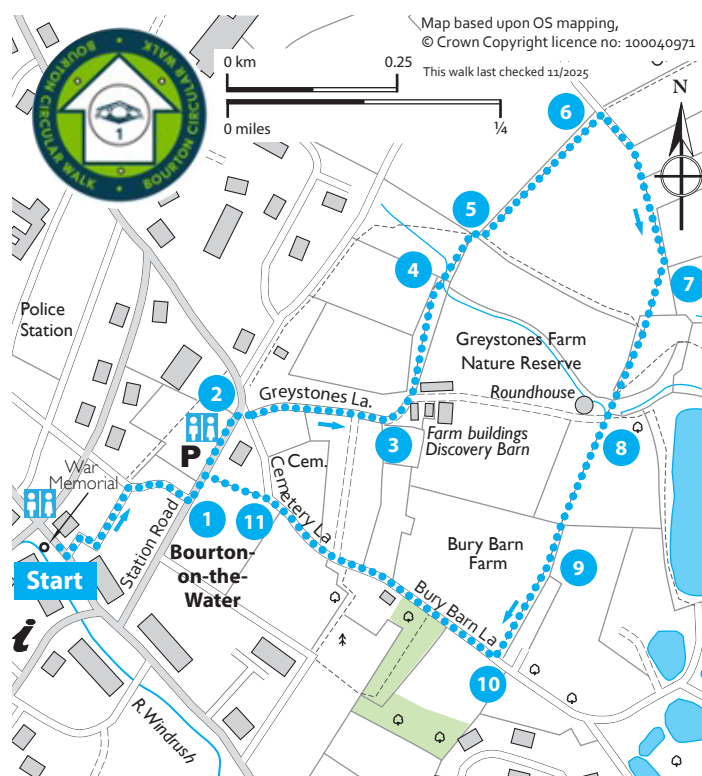 BOURTON CIRCULAR WALK • BOURTON CIRCULAR WALK •
1
Map based upon OS mapping,
© Crown Copyright licence no: 100040971
This walk last checked 11/2025
0 km 0.25
0 miles ¼
N
6
5
4
7
Police
Station
Greystones Farm
Nature Reserve
Roundhouse
2
Greystones La.
3
Farm buildings
Discovery Barn
8
P
War
Memorial
Cem.
Cemetery La
Station Road
1
11
Bourton-
on-the-
Water
Start
i
Bury Barn
Farm
9
Bury Barn La
10
R. Windrush